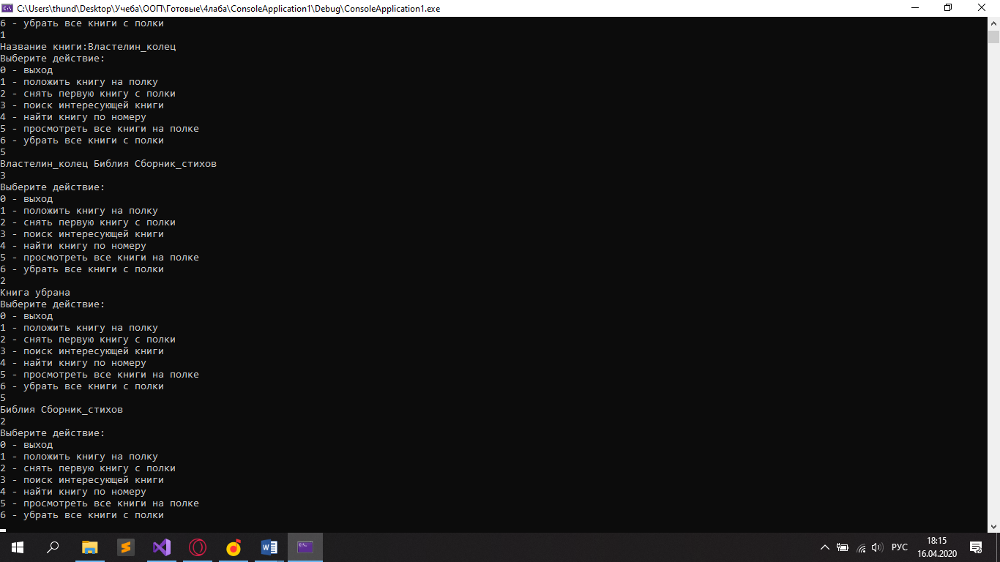 C:\Users\thund\Desktop\Учеба\ООП\Готовые\4лаба\ConsoleApplication1\Debug\ConsoleApplication1.exe
6 - убрать все книги с полки
1
Название книги:Властелин_колец
Выберите действие:
0 - выход
1 - положить книгу на полку
2 - снять первую книгу с полки
3 - поиск интересующей книги
4 - найти книгу по номеру
5 - просмотреть все книги на полке
6 - убрать все книги с полки
5
Властелин_колец Библия Сборник_стихов
3
Выберите действие:
0 - выход
1 - положить книгу на полку
2 - снять первую книгу с полки
3 - поиск интересующей книги
4 - найти книгу по номеру
5 - просмотреть все книги на полке
6 - убрать все книги с полки
2
Книга убрана
Выберите действие:
0 - выход
1 - положить книгу на полку
2 - снять первую книгу с полки
3 - поиск интересующей книги
4 - найти книгу по номеру
5 - просмотреть все книги на полке
6 - убрать все книги с полки
5
Библия Сборник_стихов
2
Выберите действие:
0 - выход
1 - положить книгу на полку
2 - снять первую книгу с полки
3 - поиск интересующей книги
4 - найти книгу по номеру
5 - просмотреть все книги на полке
6 - убрать все книги с полки
РУС
18:15
16.04.2020